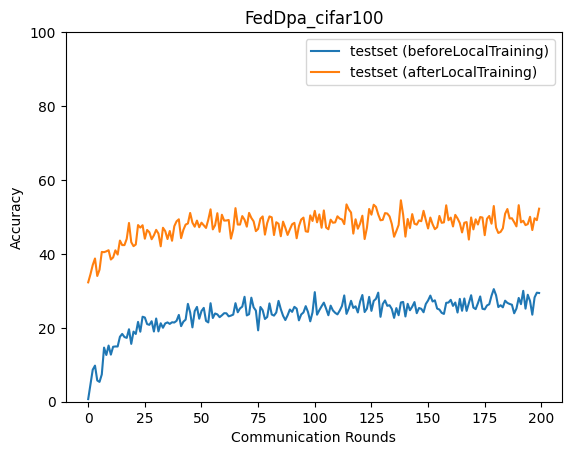 FedDpa_cifar100
testset (beforeLocalTraining)
testset (afterLocalTraining)
Accuracy
100
80
60
40
20
0
0 25 50 75 100 125 150 175 200
Communication Rounds